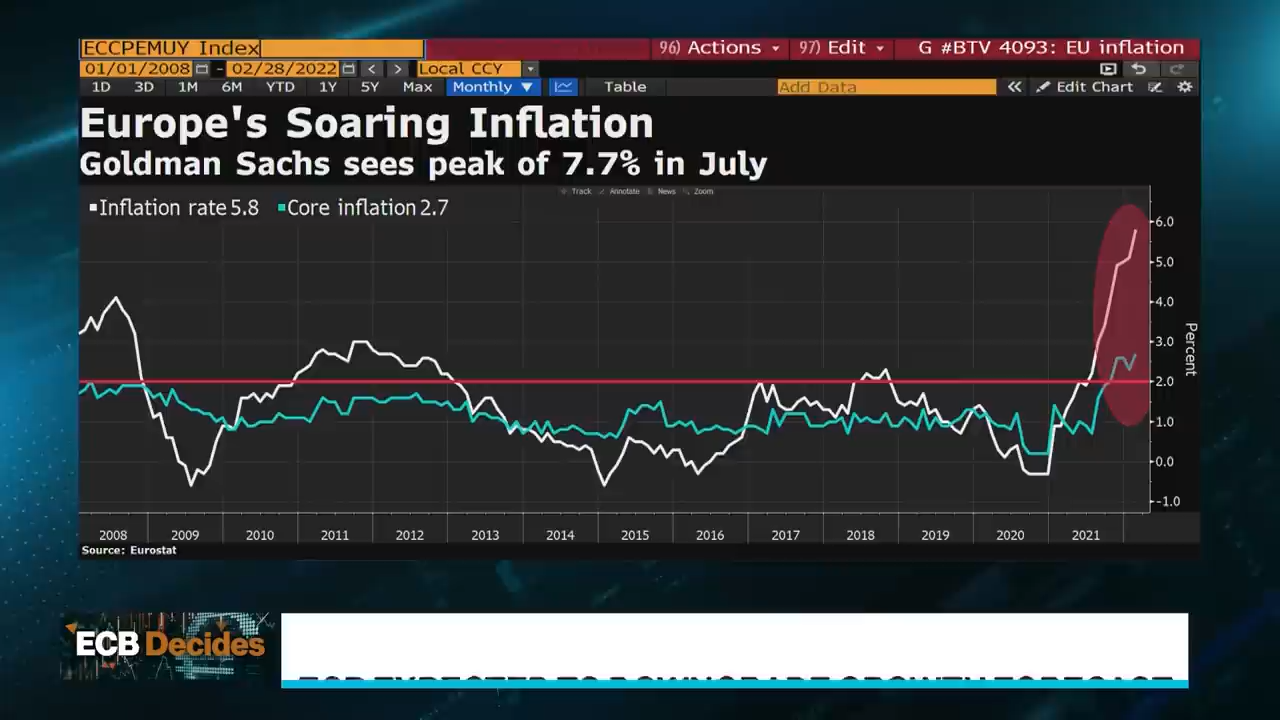 ECCPEMUY Index
96) Actions 97) Edit G #BTV 4093: EU inflation
01/01/2008 - 02/28/2022 < > Local CCY
1D 3D 1M 6M YTD 1Y 5Y Max Monthly ▼ Table Add Data « Edit Chart
Europe's Soaring Inflation
Goldman Sachs sees peak of 7.7% in July
Track Annotate News Zoom
Inflation rate 5.8 Core inflation 2.7
6.0
5.0
4.0
3.0
2.0
1.0
0.0
-1.0
Percent
2008 2009 2010 2011 2012 2013 2014 2015 2016 2017 2018 2019 2020 2021
Source: Eurostat
ECB Decides